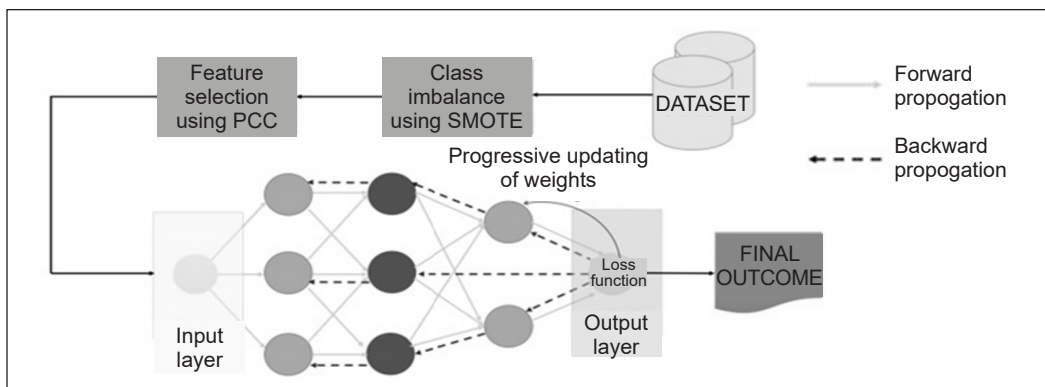 Feature
selection
using PCC
Class
imbalance
using SMOTE
DATASET
Forward
propogation
Backward
propogation
Progressive updating
of weights
Input
layer
Loss
function
Output
layer
FINAL
OUTCOME